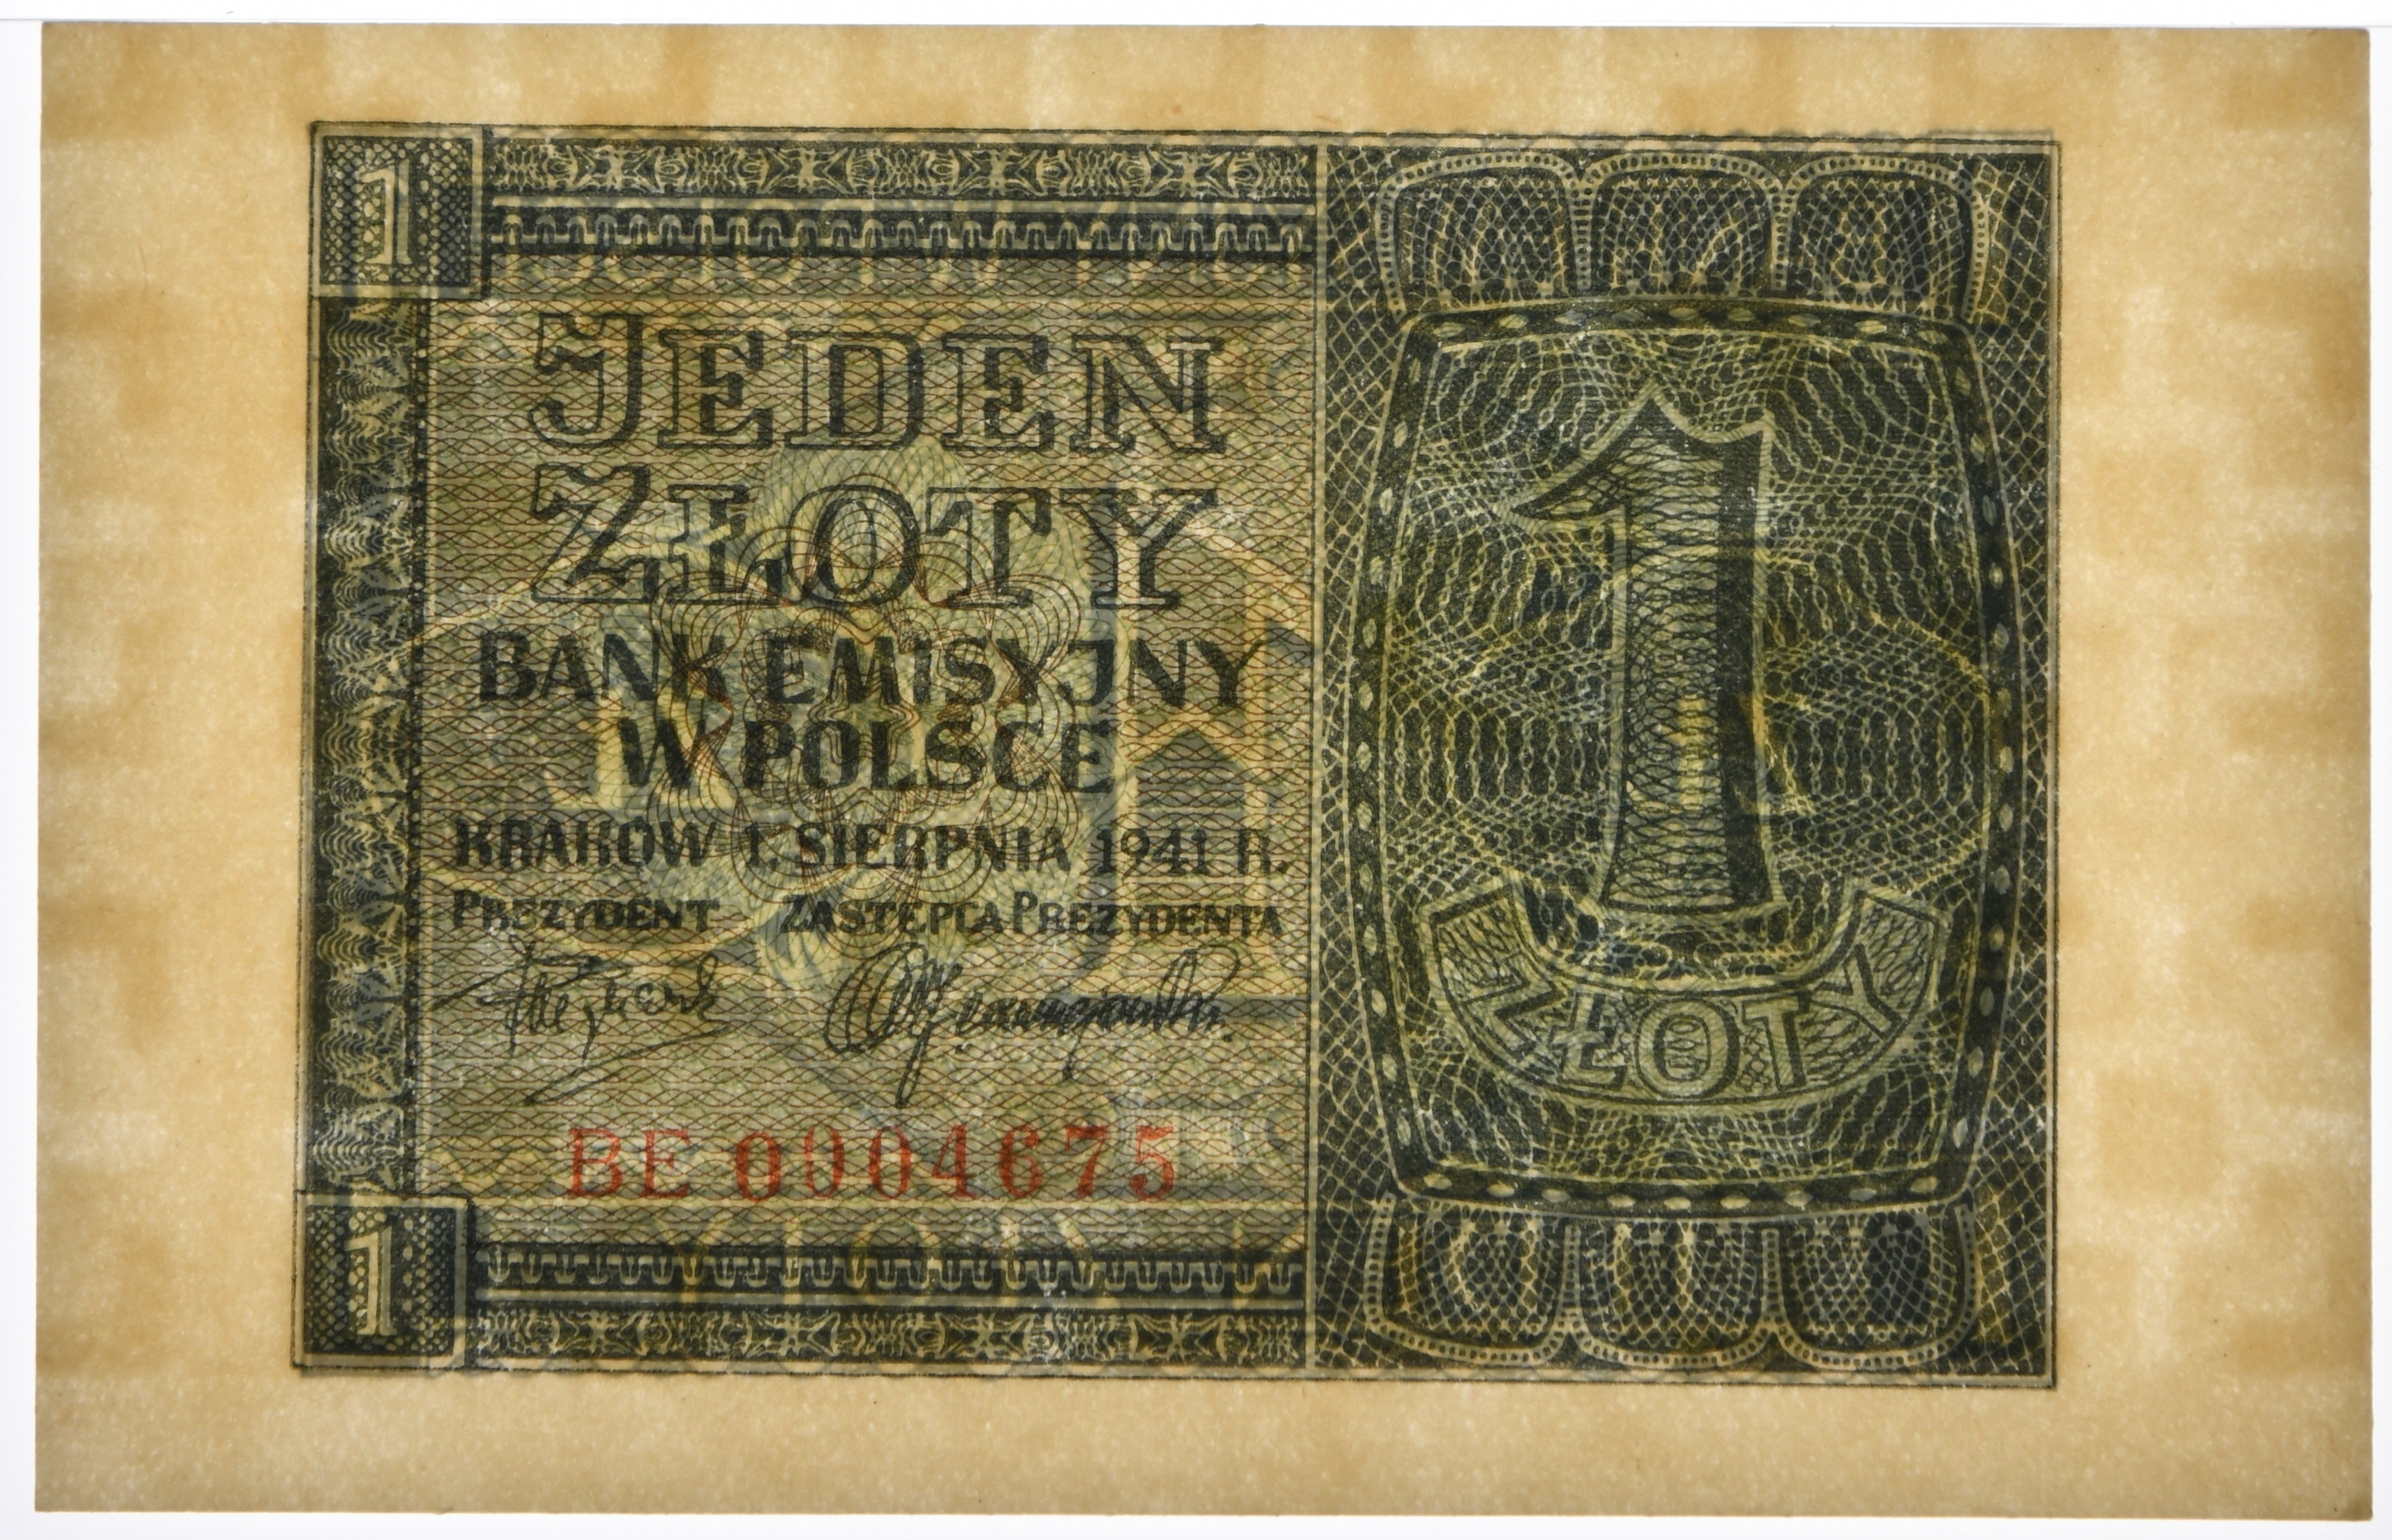 1
JEDEN
ZŁOTY
BANK EMISYJNY
W POLSCE
KRAKÓW 1. SIERPNIA 1941 R.
PREZYDENT ZASTĘPCA PREZYDENTA
BE 0004675
1
1
ZŁOTY